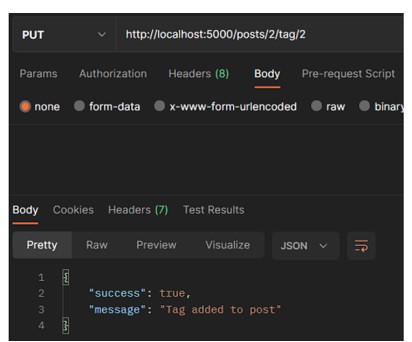 PUT http://localhost:5000/posts/2/tag/2
Params Authorization Headers (8) Body Pre-request Script
none form-data x-www-form-urlencoded raw binary
Body Cookies Headers (7) Test Results
Pretty Raw Preview Visualize JSON
1 {
2 "success": true,
3 "message": "Tag added to post"
4 }